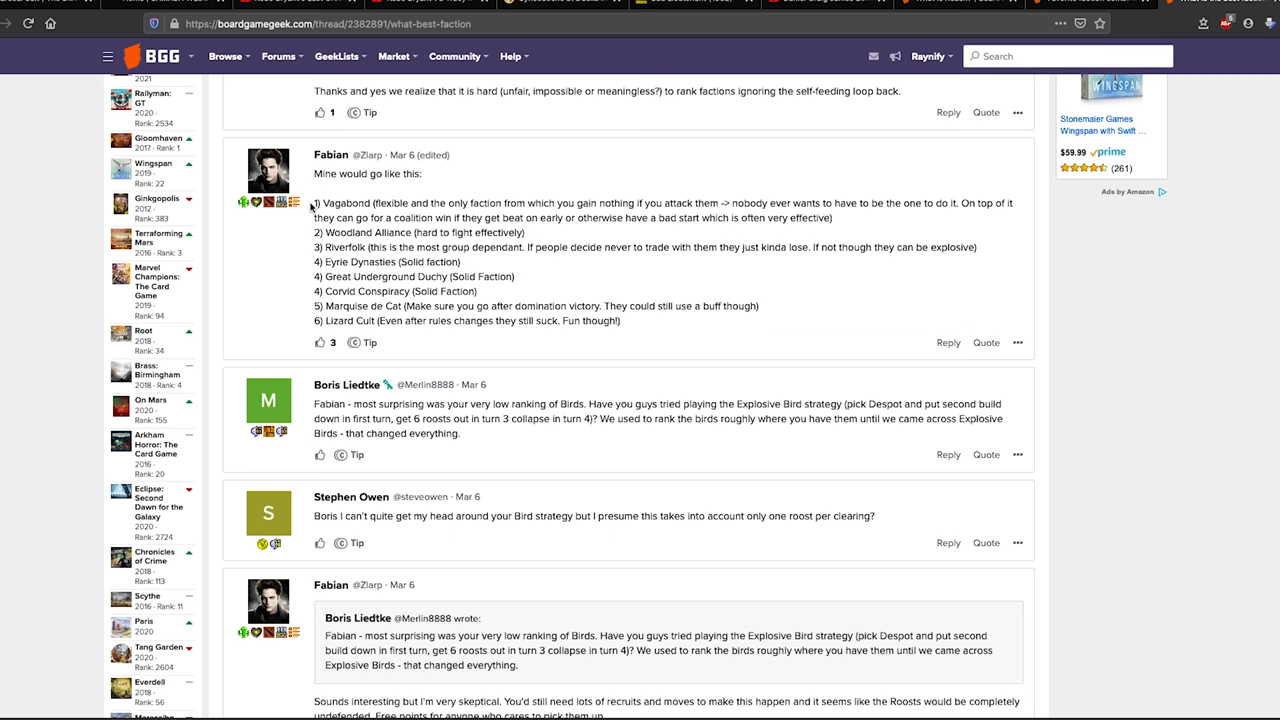 https://boardgamegeek.com/thread/2382891/what-best-faction
BGG
Browse
Forums
GeekLists
Market
Community
Help
Raynify
Search
2021
Rallyman:
GT
2020
Rank: 2534
Gloomhaven
2017 · Rank: 1
Wingspan
2019
Rank: 22
Ginkgopolis
2012
Rank: 383
Terraforming
Mars
2016 · Rank: 3
Marvel
Champions:
The Card
Game
2019
Rank: 94
Root
2018
Rank: 34
Brass:
Birmingham
2018 · Rank: 4
On Mars
2020
Rank: 155
Arkham
Horror: The
Card Game
2016
Rank: 20
Eclipse:
Second
Dawn for the
Galaxy
2020
Rank: 2724
Chronicles
of Crime
2018
Rank: 113
Scythe
2016 · Rank: 11
Paris
2020
Tang Garden
2020
Rank: 2604
Everdell
2018
Rank: 56
Thanks and yes others have said that it is hard (unfair, impossible or meaningless?) to rank factions ignoring the self-feeding loop back.
1 Tip
Reply Quote
Fabian @Zlarp · Mar 6 (edited)
Mine would go like this:
1) Vagabond (flexible, only faction from which you gain nothing if you attack them -> nobody ever wants to have to be the one to do it. On top of it
they can go for a coalition win if they get beat on early or otherwise have a bad start which is often very effective)
2) Woodland Alliance (hard to fight effectively)
3) Riverfolk (this is the most group dependant. If people decide never to trade with them they just kinda lose. If not though they can be explosive)
4) Eyrie Dynasties (Solid faction)
4) Great Underground Duchy (Solid Faction)
4) Corvid Conspiracy (Solid Faction)
5) Marquise de Cat (Make sure you go after domination victory. They could still use a buff though)
6) Lizard Cult (Even after rules changes they still suck. Fun though!)
3 Tip
Reply Quote
M
Boris Liedtke @Merlin8888 · Mar 6
Fabian - most surprising was your very low ranking of Birds. Have you guys tried playing the Explosive Bird strategy (pick Despot and put second build
down in first turn, get 6 roosts out in turn 3 collapse in turn 4)? We used to rank the birds roughly where you have them until we came across Explosive
Birds - that changed everything.
Tip
Reply Quote
S
Stephen Owen @steveowen · Mar 6
Boris I can't quite get my head around your Bird strategy but I presume this takes into account only one roost per clearing?
Tip
Reply Quote
Fabian @Zlarp · Mar 6
Boris Liedtke @Merlin8888 wrote:
Fabian - most surprising was your very low ranking of Birds. Have you guys tried playing the Explosive Bird strategy (pick Despot and put second
build down in first turn, get 6 roosts out in turn 3 collapse in turn 4)? We used to rank the birds roughly where you have them until we came across
Explosive Birds - that changed everything.
Sounds interesting but I'm very skeptical. You'd still need lots of recruits and moves to make this happen and it seems like the Roosts would be completely
undefended. Free points for anyone who cares to pick them up.
WINGSPAN
Stonemaier Games
Wingspan with Swift ...
$59.99 prime
(261)
Ads by Amazon